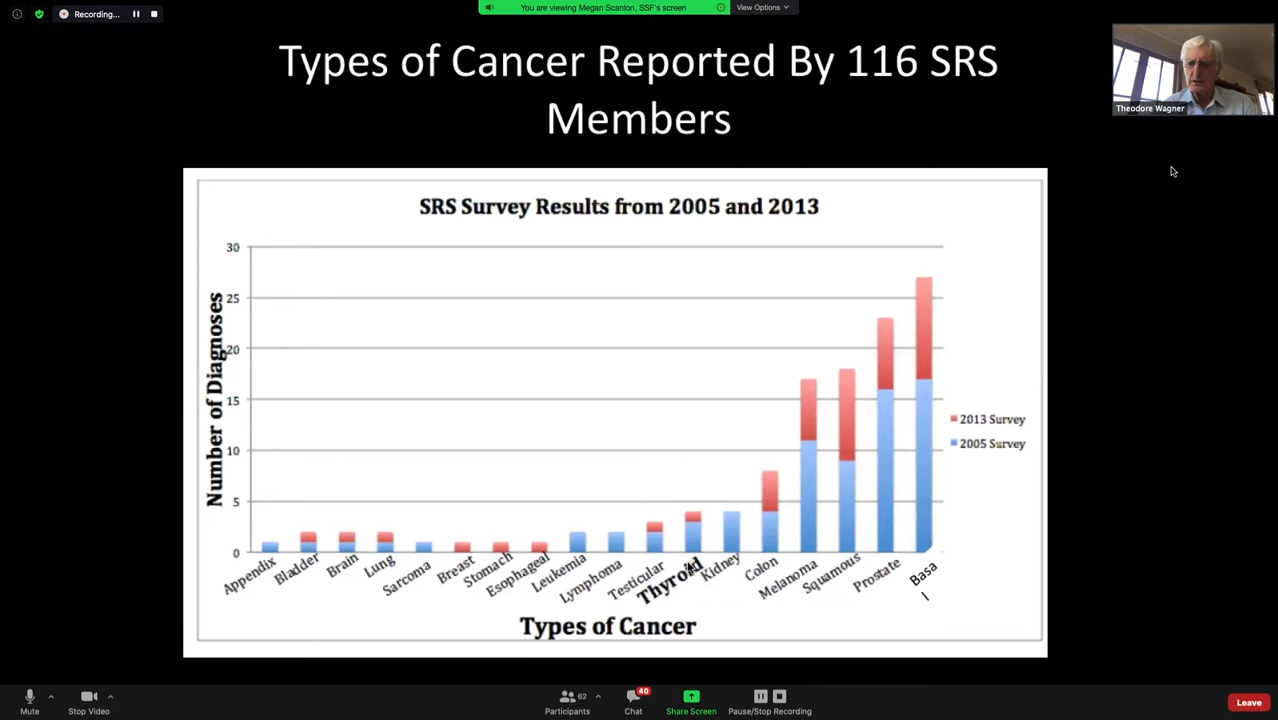 Recording...
You are viewing Megan Scanlon, SSF's screen
View Options
Types of Cancer Reported By 116 SRS
Members
Theodore Wagner
SRS Survey Results from 2005 and 2013
Number of Diagnoses
30
25
20
15
10
5
0
2013 Survey
2005 Survey
Appendix
Bladder
Brain
Lung
Sarcoma
Breast
Stomach
Esophageal
Leukemia
Lymphoma
Testicular
Thyroid
Kidney
Colon
Melanoma
Squamous
Prostate
Basa
l
Types of Cancer
Mute
Stop Video
62
Participants
40
Chat
Share Screen
Pause/Stop Recording
Leave